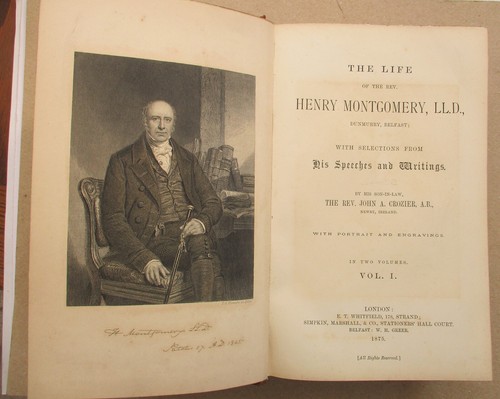 H. Montgomery LL.D.
THE LIFE
OF THE REV.
HENRY MONTGOMERY, LL.D.,
DUNMURRY, BELFAST;
WITH SELECTIONS FROM
His Speeches and Writings.
BY HIS SON-IN-LAW,
THE REV. JOHN A. CROZIER, A.B.,
NEWRY, IRELAND.
WITH PORTRAIT AND ENGRAVINGS
IN TWO VOLUMES.
VOL. I.
LONDON:
E. T. WHITFIELD, 178, STRAND;
SIMPKIN, MARSHALL, & CO., STATIONERS' HALL COURT.
BELFAST: W. H. GREER.
1875.
[All Rights Reserved.]